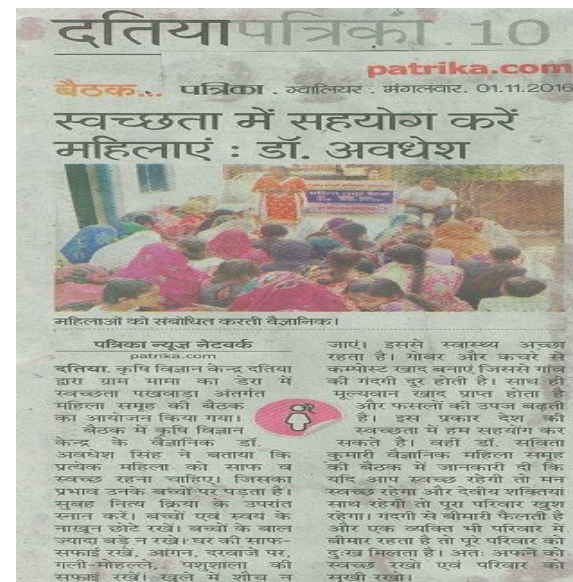 दतिया पत्रिका . 10
patrika.com
बैठक... पत्रिका . ग्वालियर . मंगलवार. 01.11.2016
स्वच्छता में सहयोग करें
महिलाएं : डॉ. अवधेश
महिलाओं को संबोधित करती वैज्ञानिक।
पत्रिका न्यूज नेटवर्क
patrika.com
दतिया. कृषि विज्ञान केन्द्र दतिया
द्वारा ग्राम मामा का डेरा में
स्वच्छता पखवाड़ा अंतर्गत
महिला समूह की बैठक
का आयोजन किया गया।
बैठक में कृषि विज्ञान
केन्द्र के वैज्ञानिक डॉ.
अवधेश सिंह ने बताया कि
प्रत्येक महिला को साफ व
स्वच्छ रहना चाहिए। जिसका
प्रभाव उनके बच्चों पर पड़ता है।
सुबह नित्य क्रिया के उपरांत
स्नान करें। बच्चों एवं स्वयं के
नाखून छोटे रखें। बच्चों के बाल
ज्यादा बड़े न रखें। घर की साफ-
सफाई रखें, आंगन, दरवाजे पर,
गली-मोहल्ले, पशुशाला की
सफाई रखें। खुले में शौच न
जाएं। इससे स्वास्थ्य अच्छा
रहता है। गोबर और कचरे से
कम्पोस्ट खाद बनाएं जिससे गांव
की गंदगी दूर होती है। साथ ही
मूल्यवान खाद प्राप्त होता है
और फसलों की उपज बढ़ती
है। इस प्रकार देश की
स्वच्छता में हम सहयोग कर
सकते है। वहीं डॉ. सविता
कुमारी वैज्ञानिक महिला समूह
की बैठक में जानकारी दी कि
यदि आप स्वच्छ रहेगी तो मन
स्वच्छ रहेगा और देवीय शक्तियां
साथ रहेगी तो पूरा परिवार खुश
रहेगा। गंदगी से बीमारी फैलती है
और एक व्यक्ति भी परिवार में
बीमार रहता है तो पूरे परिवार को
दुःख मिलता है। अतः अपने को
स्वच्छ रखों एवं परिवार को
सुखी रखो।